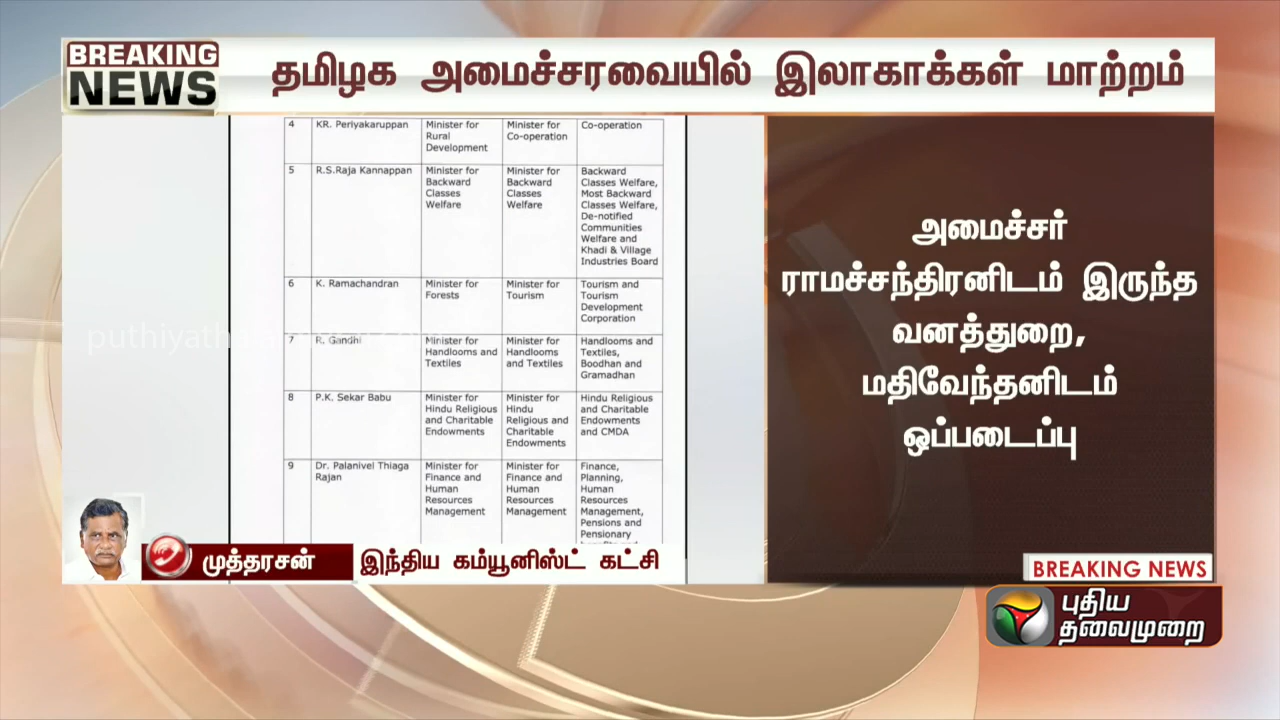 BREAKING
NEWS
தமிழக அமைச்சரவையில் இலாகாக்கள் மாற்றம்
4 KR. Periyakaruppan Minister for Rural Development Minister for Co-operation Co-operation
5 R.S.Raja Kannappan Minister for Backward Classes Welfare Minister for Backward Classes Welfare Backward Classes Welfare, Most Backward Classes Welfare, De-notified Communities Welfare and Khadi & Village Industries Board
6 K. Ramachandran Minister for Forests Minister for Tourism Tourism and Tourism Development Corporation
7 R. Gandhi Minister for Handlooms and Textiles Minister for Handlooms and Textiles Handlooms and Textiles, Boodhan and Gramadhan
8 P.K. Sekar Babu Minister for Hindu Religious and Charitable Endowments Minister for Hindu Religious and Charitable Endowments Hindu Religious and Charitable Endowments and CMDA
9 Dr. Palanivel Thiaga Rajan Minister for Finance and Human Resources Management Minister for Finance and Human Resources Management Finance, Planning, Human Resources Management, Pensions and Pensionary
அமைச்சர்
ராமச்சந்திரனிடம் இருந்த
வனத்துறை,
மதிவேந்தனிடம்
ஒப்படைப்பு
முத்தரசன் இந்திய கம்யூனிஸ்ட் கட்சி
BREAKING NEWS
புதிய
தலைமுறை